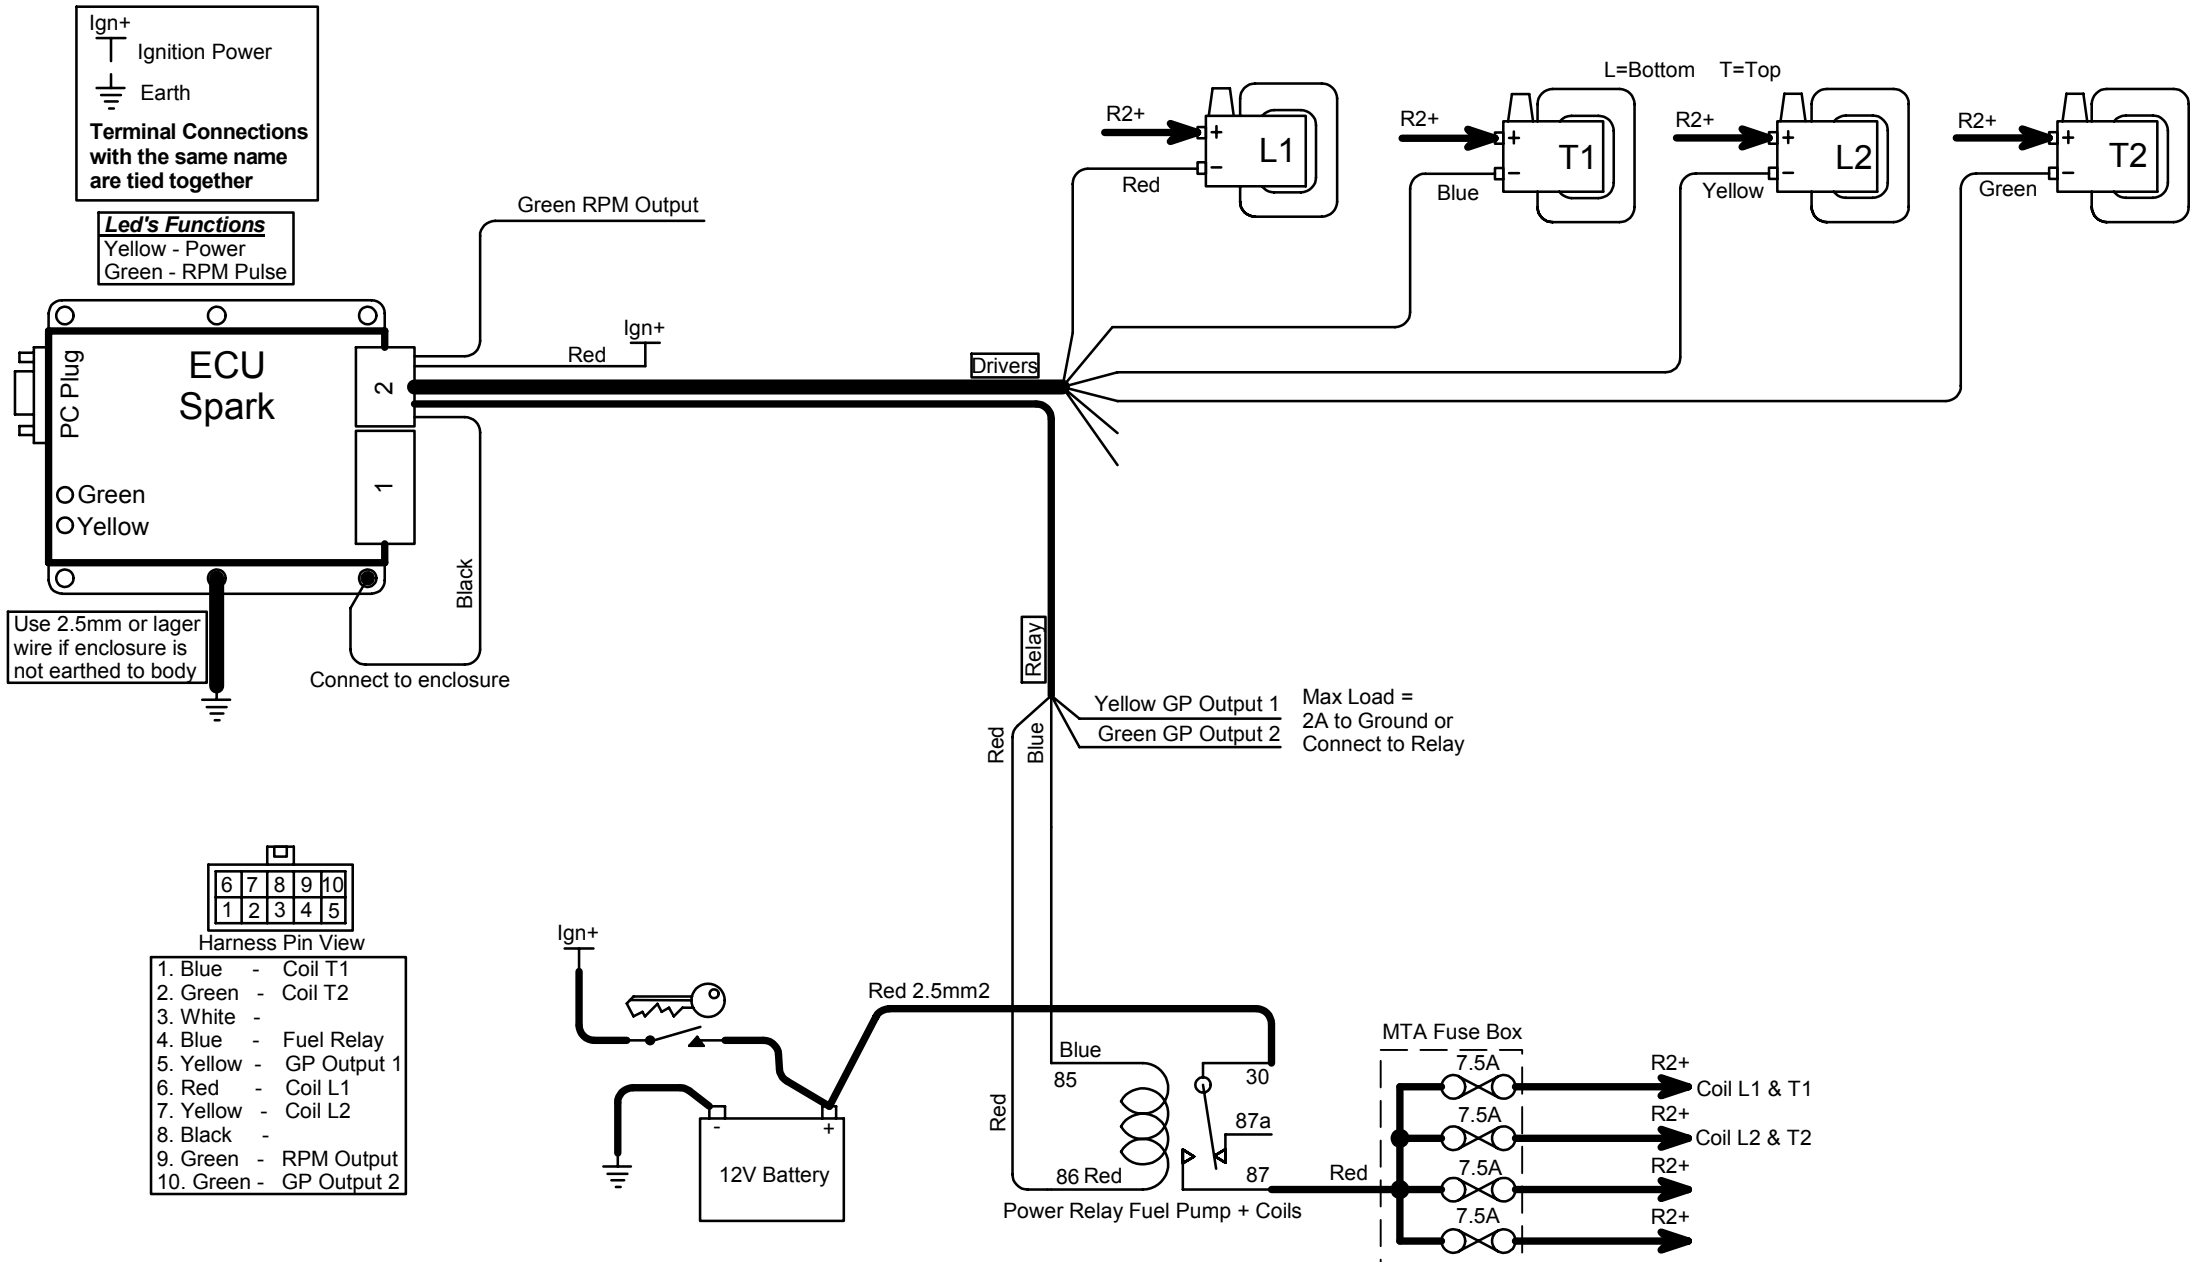 Ign+
Ignition Power
Earth
Terminal Connections
with the same name
are tied together
Led's Functions
Yellow - Power
Green - RPM Pulse
L=Bottom T=Top
R2+
+
-
L1
Red
R2+
+
-
T1
Blue
R2+
+
-
L2
Yellow
R2+
+
-
T2
Green
Green RPM Output
Ign+
Red
Drivers
PC Plug
ECU
Spark
2
1
Green
Yellow
Black
Use 2.5mm or lager
wire if enclosure is
not earthed to body
Connect to enclosure
Relay
Red
Blue
Yellow GP Output 1
Green GP Output 2
Max Load =
2A to Ground or
Connect to Relay
6 7 8 9 10
1 2 3 4 5
Harness Pin View
1. Blue - Coil T1
2. Green - Coil T2
3. White -
4. Blue - Fuel Relay
5. Yellow - GP Output 1
6. Red - Coil L1
7. Yellow - Coil L2
8. Black -
9. Green - RPM Output
10. Green - GP Output 2
Ign+
Red 2.5mm2
-
+
12V Battery
Blue
85
Red
86 Red
30
87a
87
Power Relay Fuel Pump + Coils
Red
MTA Fuse Box
7.5A
R2+
Coil L1 & T1
7.5A
R2+
Coil L2 & T2
7.5A
R2+
7.5A
R2+